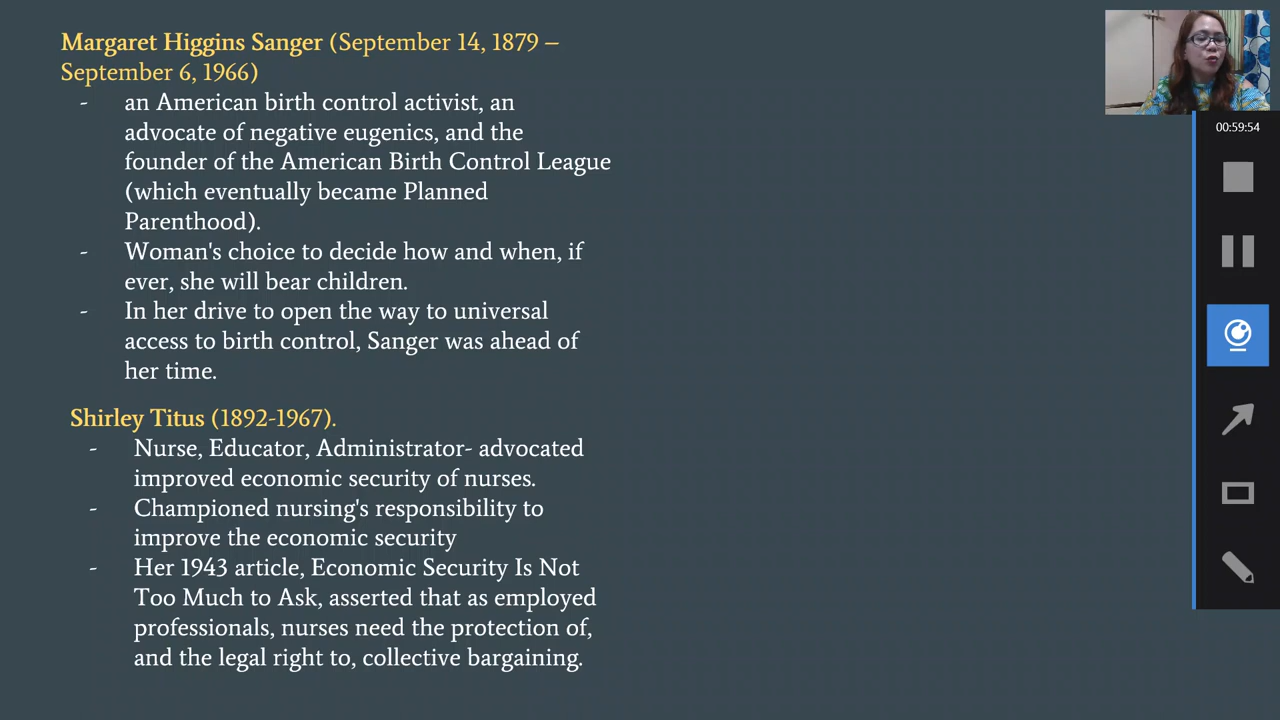 Margaret Higgins Sanger (September 14, 1879 –
September 6, 1966)
- an American birth control activist, an
advocate of negative eugenics, and the
founder of the American Birth Control League
(which eventually became Planned
Parenthood).
- Woman's choice to decide how and when, if
ever, she will bear children.
- In her drive to open the way to universal
access to birth control, Sanger was ahead of
her time.
Shirley Titus (1892-1967).
- Nurse, Educator, Administrator- advocated
improved economic security of nurses.
- Championed nursing's responsibility to
improve the economic security
- Her 1943 article, Economic Security Is Not
Too Much to Ask, asserted that as employed
professionals, nurses need the protection of,
and the legal right to, collective bargaining.
00:59:54